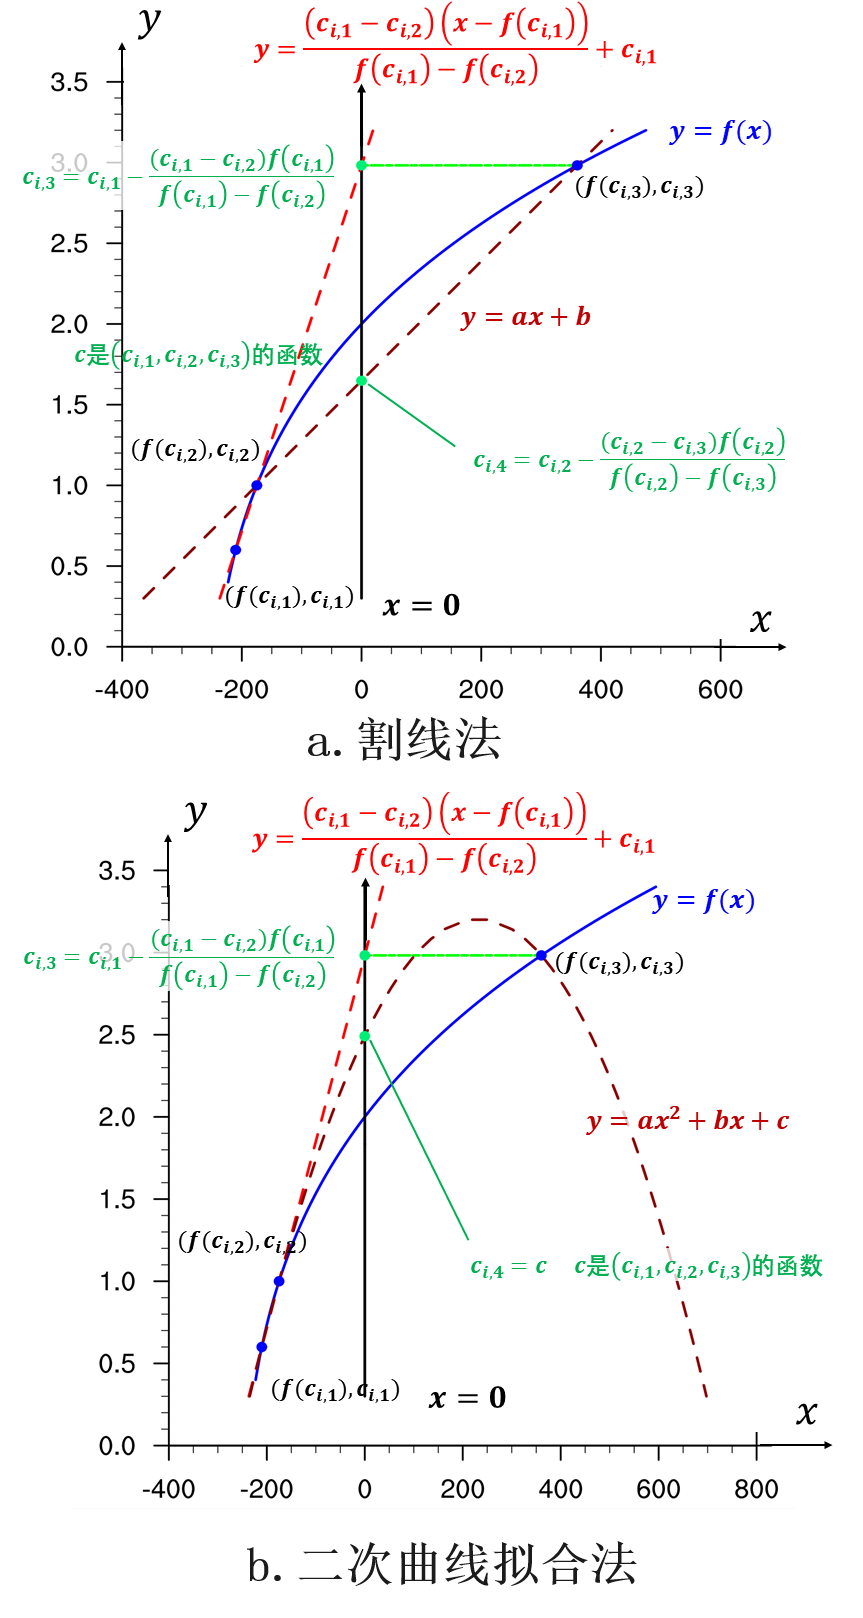 y
y = (c_{i,1} − c_{i,2})(x − f(c_{i,1})) / f(c_{i,1}) − f(c_{i,2}) + c_{i,1}
3.5
y = f(x)
3.0
c_{i,3} = c_{i,1} − (c_{i,1} − c_{i,2})f(c_{i,1}) / f(c_{i,1}) − f(c_{i,2})
(f(c_{i,3}), c_{i,3})
2.5
2.0
y = ax + b
c是(c_{i,1}, c_{i,2}, c_{i,3})的函数
1.5
(f(c_{i,2}), c_{i,2})
c_{i,4} = c_{i,2} − (c_{i,2} − c_{i,3})f(c_{i,2}) / f(c_{i,2}) − f(c_{i,3})
1.0
0.5
(f(c_{i,1}), c_{i,1})
x = 0
x
0.0
-400 -200 0 200 400 600
a. 割线法
y
y = (c_{i,1} − c_{i,2})(x − f(c_{i,1})) / f(c_{i,1}) − f(c_{i,2}) + c_{i,1}
3.5
y = f(x)
3.0
c_{i,3} = c_{i,1} − (c_{i,1} − c_{i,2})f(c_{i,1}) / f(c_{i,1}) − f(c_{i,2})
(f(c_{i,3}), c_{i,3})
2.5
2.0
y = ax² + bx + c
1.5
(f(c_{i,2}), c_{i,2})
c_{i,4} = c c是(c_{i,1}, c_{i,2}, c_{i,3})的函数
1.0
0.5
(f(c_{i,1}), c_{i,1})
x = 0
x
0.0
-400 -200 0 200 400 600 800
b. 二次曲线拟合法